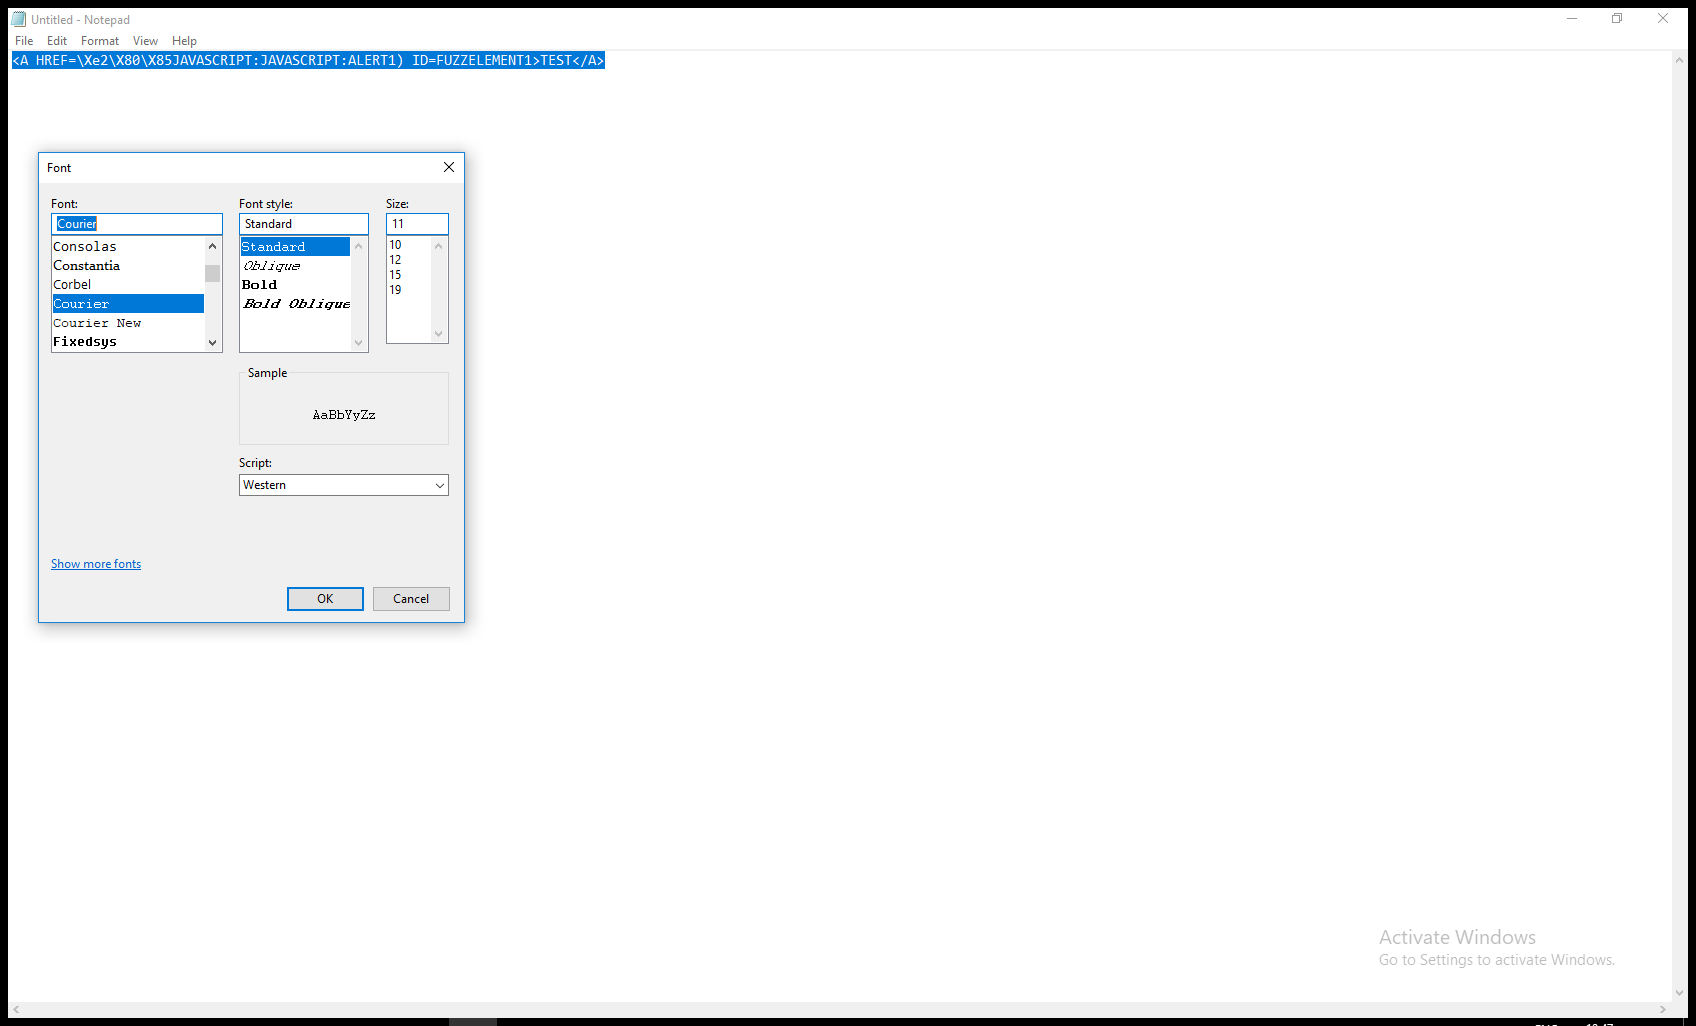 Untitled - Notepad
File Edit Format View Help
<A HREF=\Xe2\X80\X85JAVASCRIPT:JAVASCRIPT:ALERT1) ID=FUZZELEMENT1>TEST</A>
Font
Font: Font style: Size:
Courier Standard 11
Consolas
Constantia
Corbel
Courier
Courier New
Fixedsys
Standard
Oblique
Bold
Bold Oblique
10
12
15
19
Sample
AaBbYyZz
Script:
Western
Show more fonts
OK Cancel
Activate Windows
Go to Settings to activate Windows.